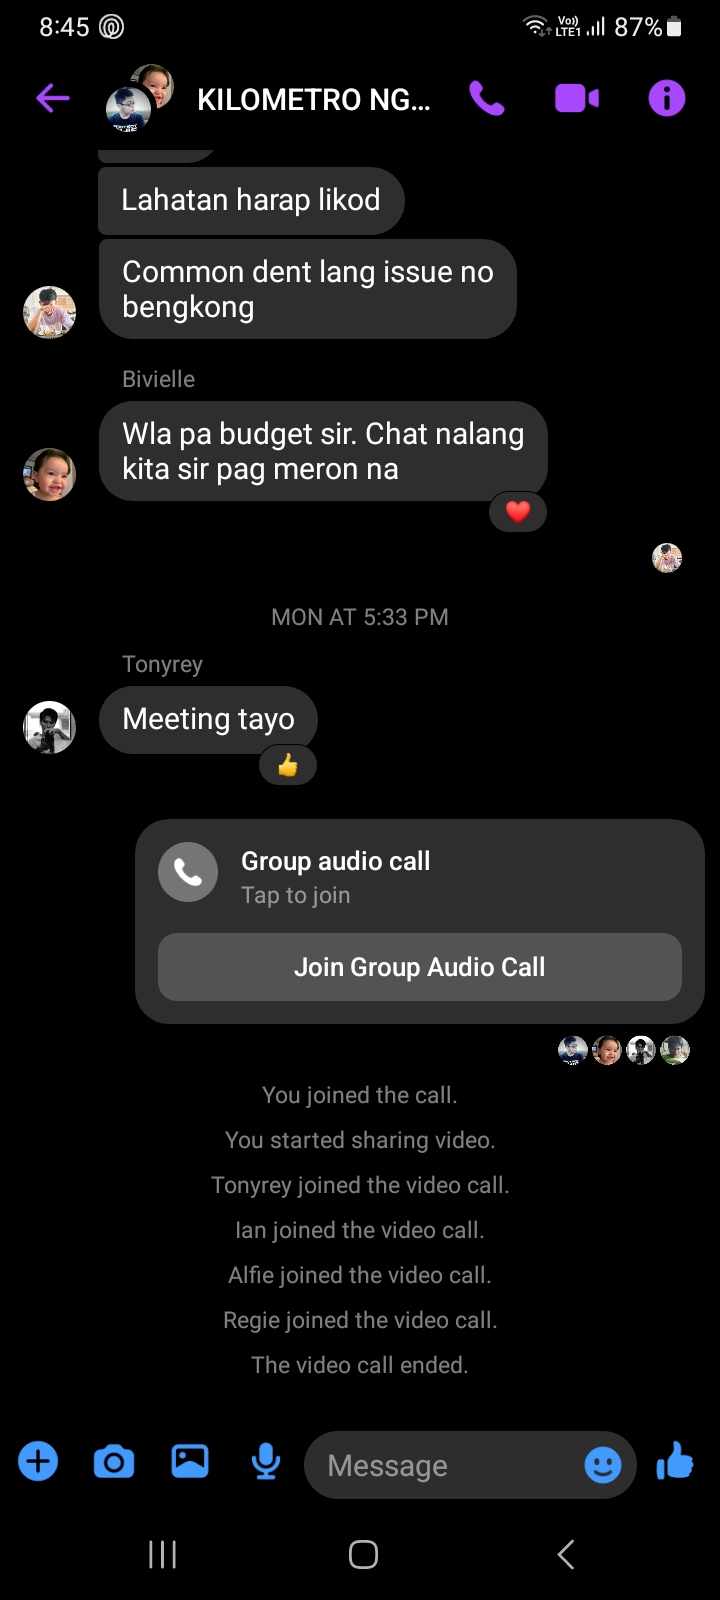 8:45
Vo))
LTE1
87%
KILOMETRO NG...
Lahatan harap likod
Common dent lang issue no
bengkong
Bivielle
Wla pa budget sir. Chat nalang
kita sir pag meron na
MON AT 5:33 PM
Tonyrey
Meeting tayo
Group audio call
Tap to join
Join Group Audio Call
You joined the call.
You started sharing video.
Tonyrey joined the video call.
Ian joined the video call.
Alfie joined the video call.
Regie joined the video call.
The video call ended.
Message